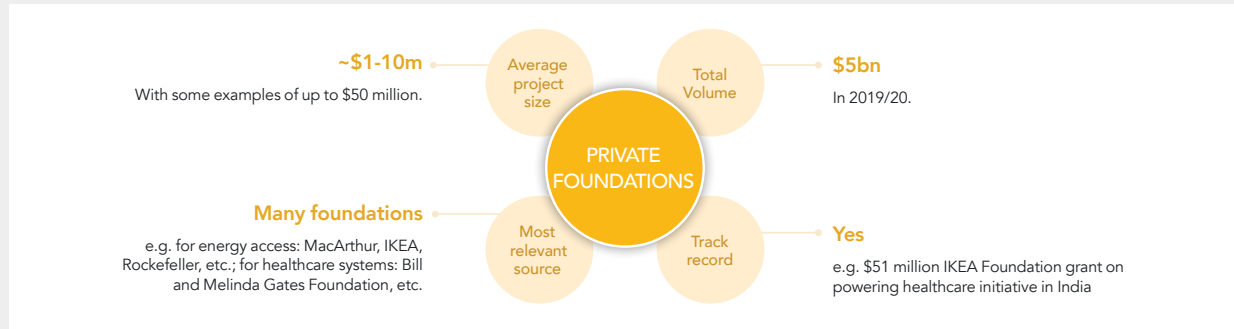 ~$1-10m
With some examples of up to $50 million.
Average
project
size
Total
Volume
$5bn
In 2019/20.
PRIVATE
FOUNDATIONS
Many foundations
e.g. for energy access: MacArthur, IKEA,
Rockefeller, etc.; for healthcare systems: Bill
and Melinda Gates Foundation, etc.
Most
relevant
source
Track
record
Yes
e.g. $51 million IKEA Foundation grant on
powering healthcare initiative in India